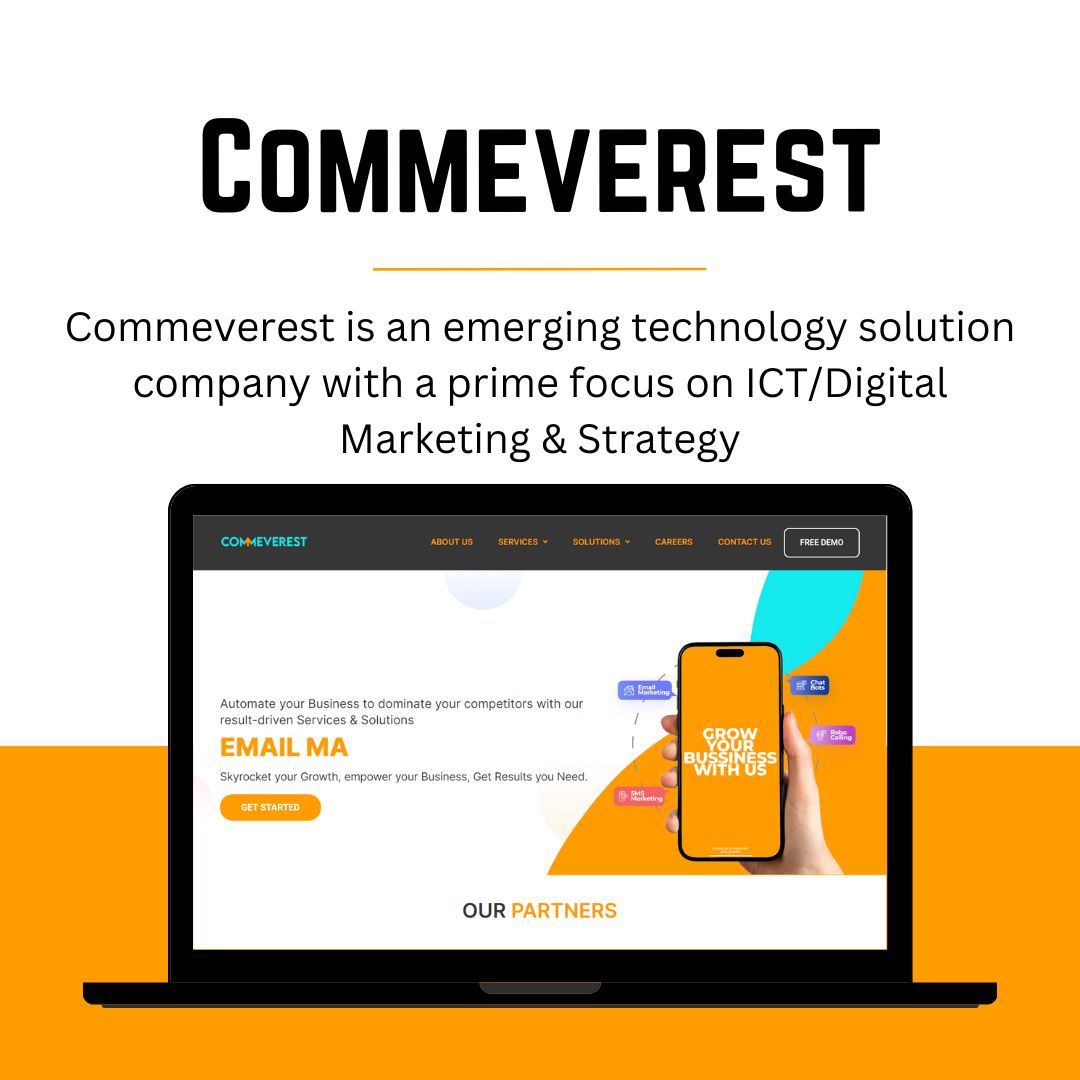 COMMEVEREST
Commeverest is an emerging technology solution
company with a prime focus on ICT/Digital
Marketing & Strategy
COMMEVEREST
ABOUT US
SERVICES
SOLUTIONS
CAREERS
CONTACT US
FREE DEMO
Automate your Business to dominate your competitors with our
result-driven Services & Solutions
EMAIL MA
Skyrocket your Growth, empower your Business, Get Results you Need.
GET STARTED
Email
Marketing
Chat
Bots
Robo
Calling
SMS
Marketing
GROW
YOUR
BUSSINESS
WITH US
OUR PARTNERS